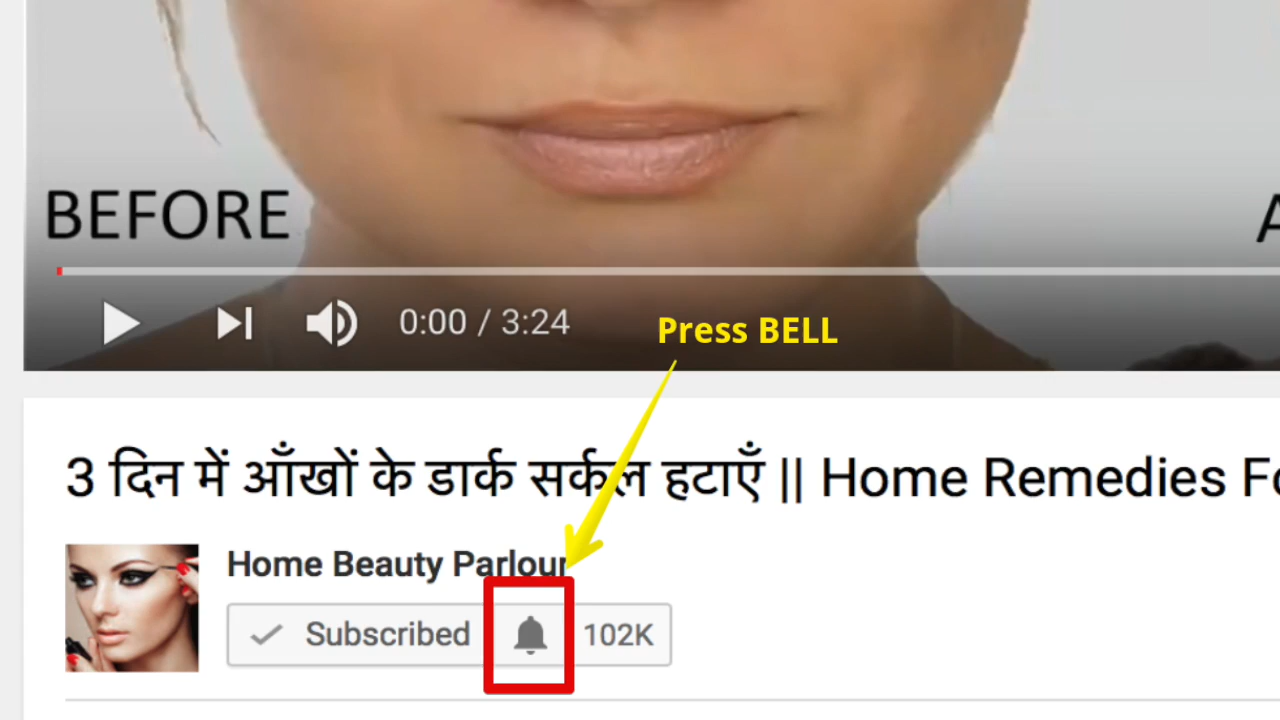 BEFORE
0:00 / 3:24
Press BELL
3 दिन में आँखों के डार्क सर्कल हटाएँ || Home Remedies
Home Beauty Parlour
Subscribed
102K